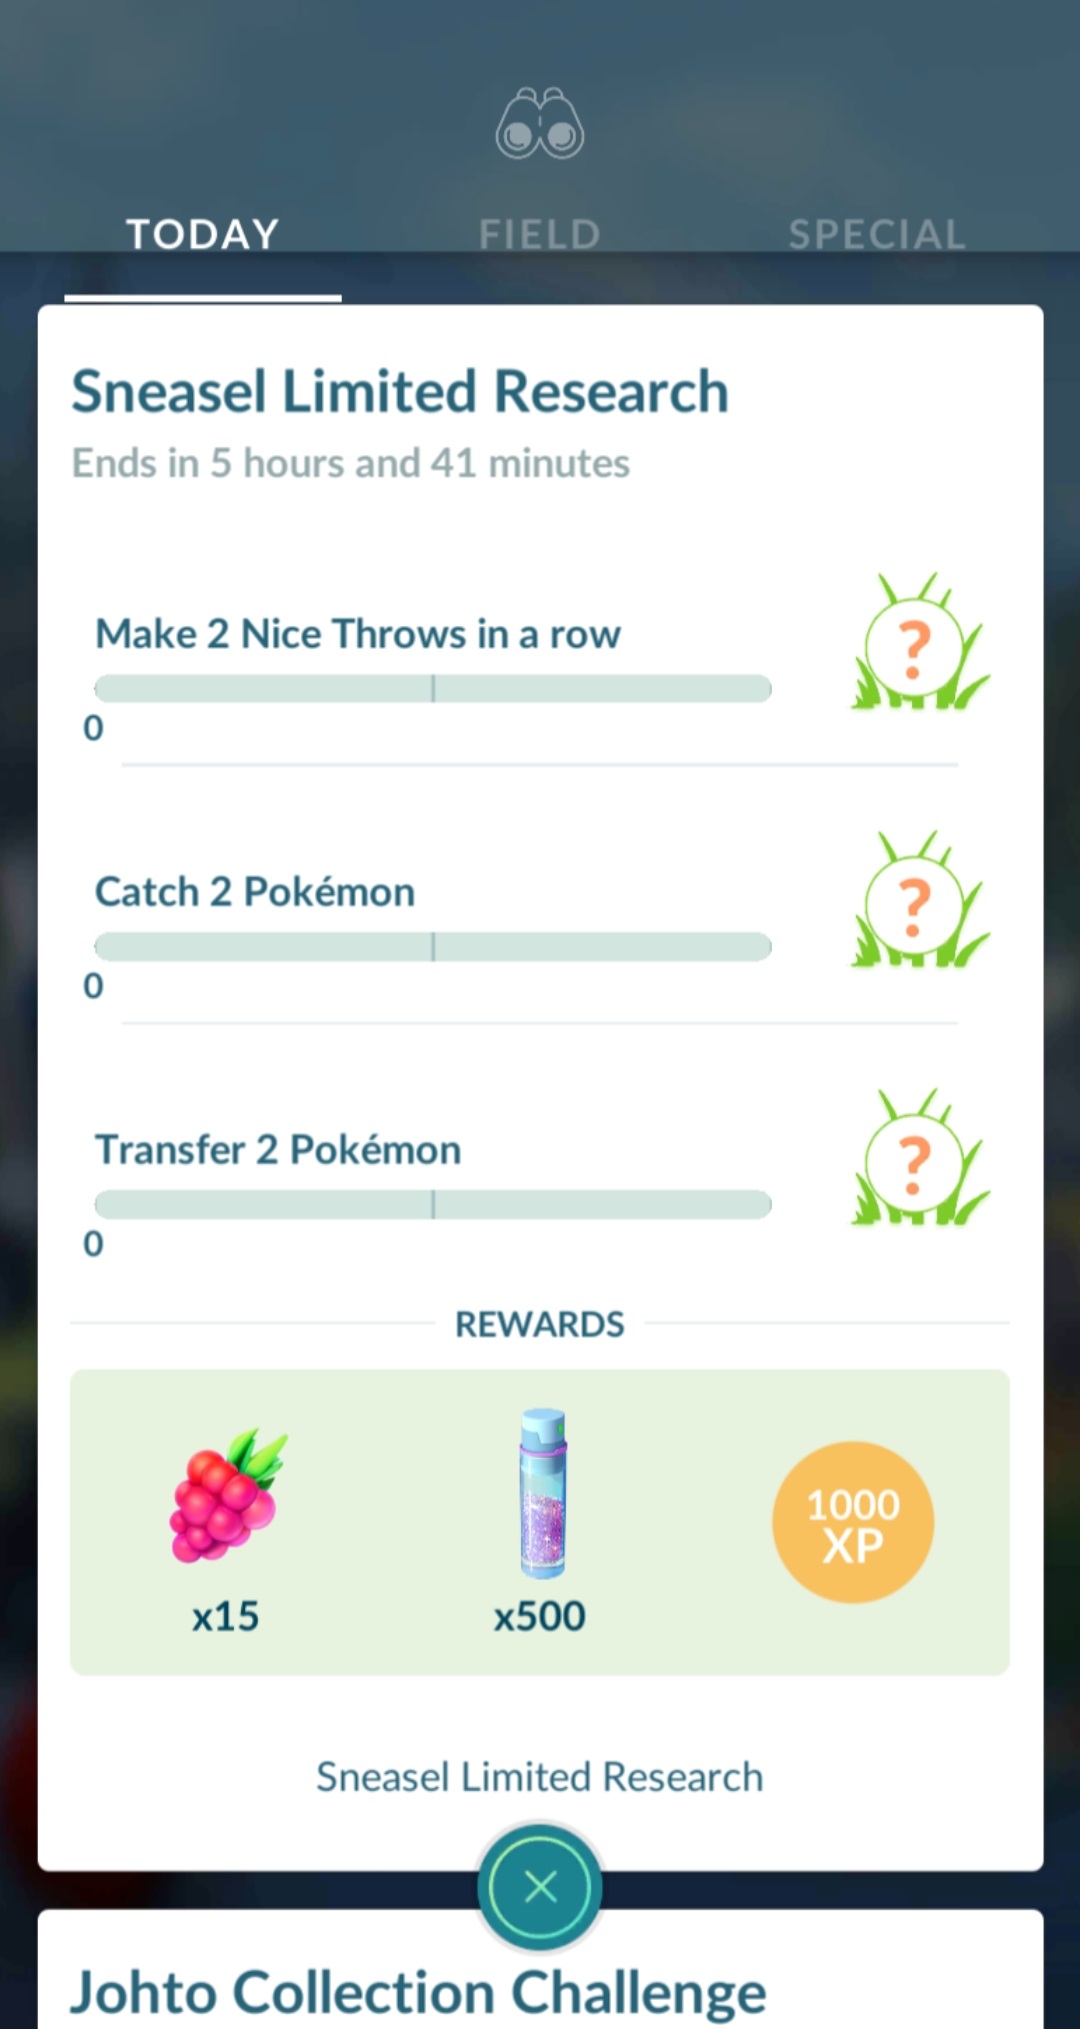 TODAY FIELD SPECIAL
Sneasel Limited Research
Ends in 5 hours and 41 minutes
Make 2 Nice Throws in a row
?
0
Catch 2 Pokémon
?
0
Transfer 2 Pokémon
?
0
REWARDS
1000
XP
x15 x500
Sneasel Limited Research
Johto Collection Challenge